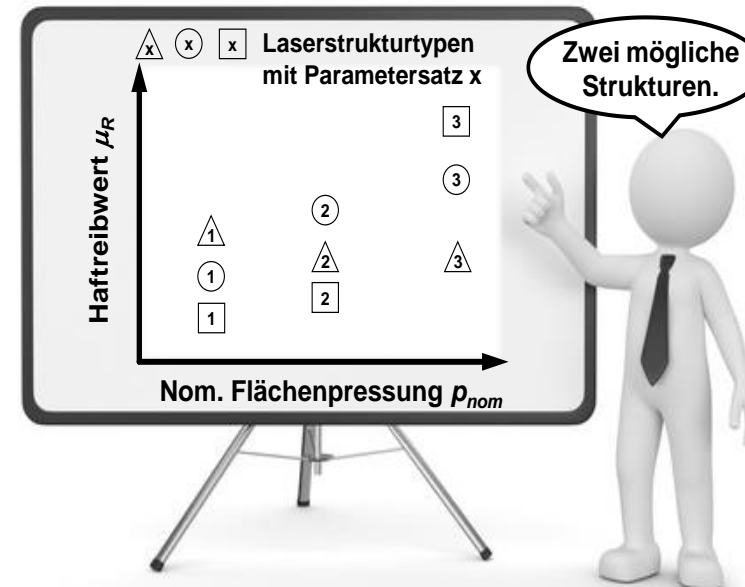 x x x Laserstrukturtypen
mit Parametersatz x
Zwei mögliche
Strukturen.
Haftreibwert μR
3
3
2
1
2
3
1
2
1
Nom. Flächenpressung pnom